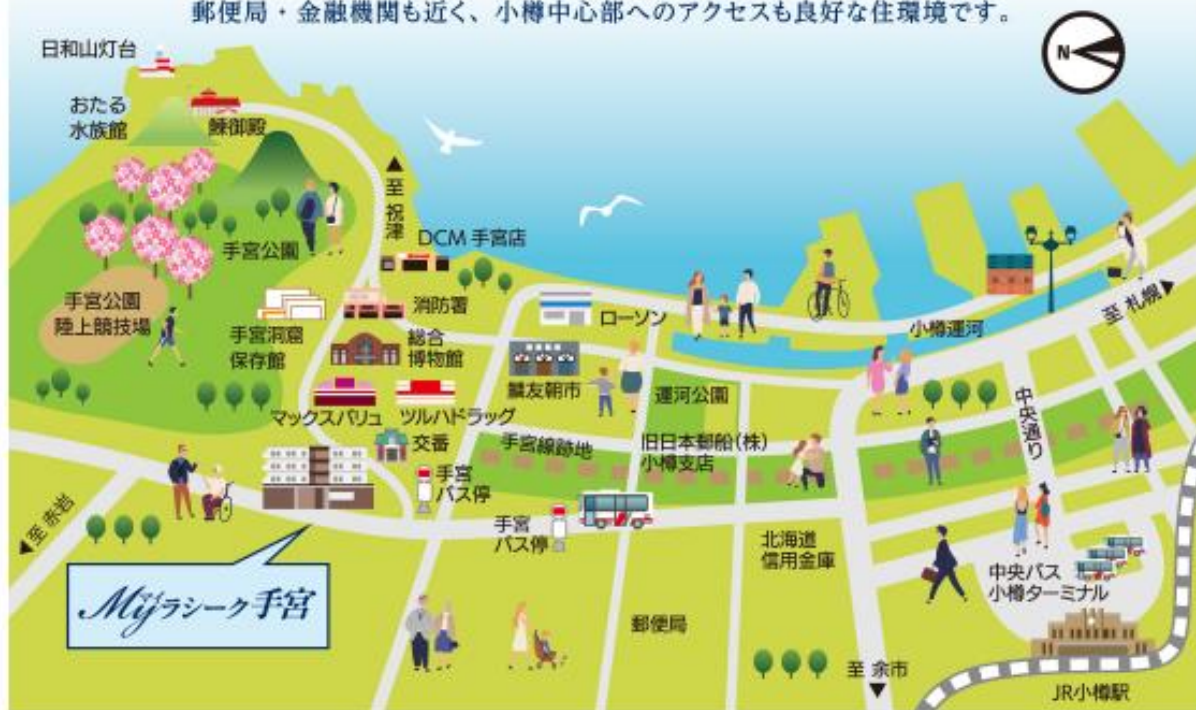 郵便局・金融機関も近く、小樽中心部へのアクセスも良好な住環境です。
日和山灯台
N
おたる
水族館
鰊御殿
▲至 祝津
DCM 手宮店
手宮公園
手宮公園
陸上競技場
消防署
ローソン
小樽運河
至 札幌▶
手宮洞窟
保存館
総合
博物館
鱗友朝市
運河公園
中央通り
マックスバリュ
ツルハドラッグ
交番
手宮線跡地
旧日本郵船(株)
小樽支店
手宮
バス停
手宮
バス停
◀至 赤岩
北海道
信用金庫
中央バス
小樽ターミナル
Myラシーク手宮
マイ
郵便局
至 余市
▼
JR小樽駅